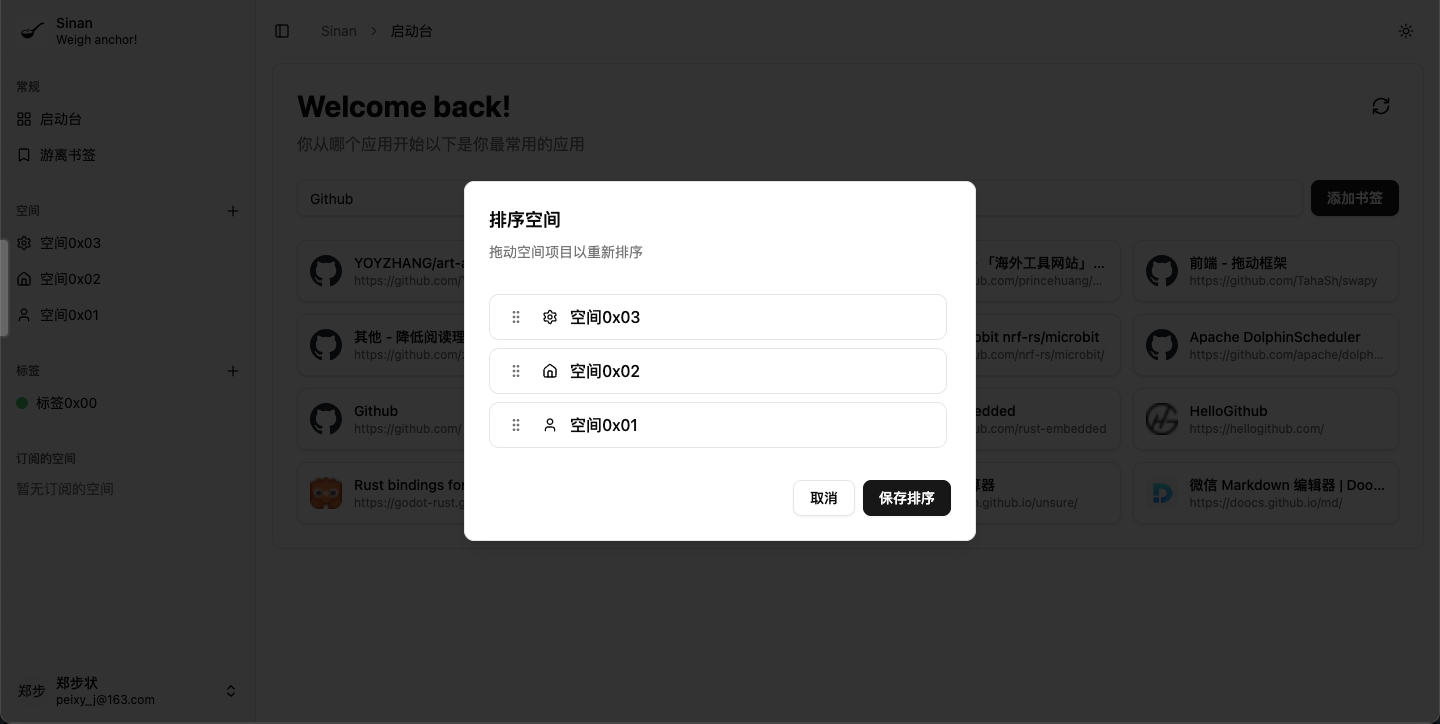 Sinan
Weigh anchor!
常规
启动台
游离书签
空间
空间0x03
空间0x02
空间0x01
标签
标签0x00
订阅的空间
暂无订阅的空间
郑步
郑步状
peixy_j@163.com
Sinan
启动台
Welcome back!
你从哪个应用开始以下是你最常用的应用
Github
添加书签
YOYZHANG/art-
https://github.com/
「海外工具网站」...
ub.com/princehuang/...
前端 - 拖动框架
https://github.com/TahaSh/swapy
其他 - 降低阅读理
https://github.com/
bit nrf-rs/microbit
ub.com/nrf-rs/microbit/
Apache DolphinScheduler
https://github.com/apache/dolph...
Github
https://github.com/
edded
ub.com/rust-embedded
HelloGithub
https://hellogithub.com/
Rust bindings for
https://godot-rust.g
算器
n.github.io/unsure/
微信 Markdown 编辑器 | Doo...
https://doocs.github.io/md/
排序空间
拖动空间项目以重新排序
空间0x03
空间0x02
空间0x01
取消
保存排序